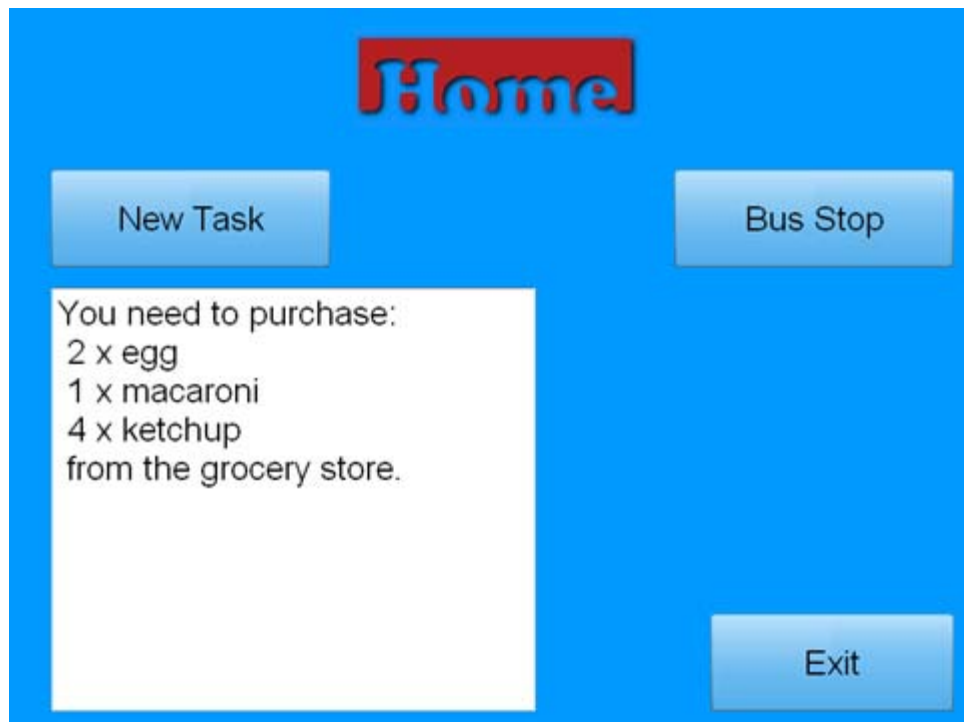 Home
New Task
Bus Stop
You need to purchase:
2 x egg
1 x macaroni
4 x ketchup
from the grocery store.
Exit